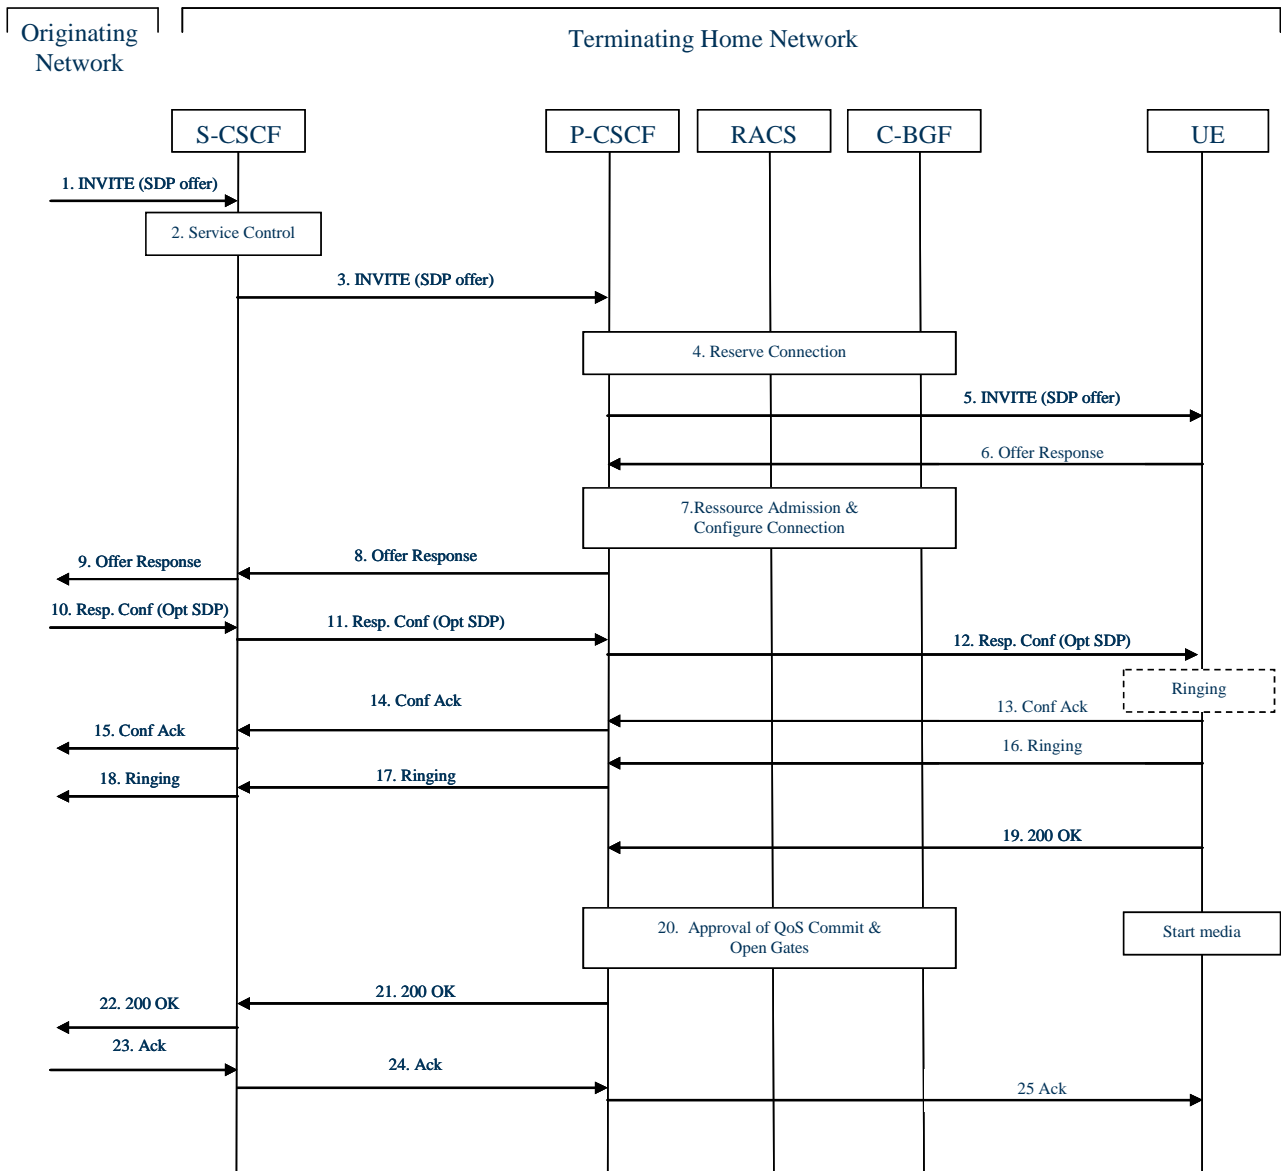 Originating
Network
Terminating Home Network
S-CSCF
P-CSCF
RACS
C-BGF
UE
1. INVITE (SDP offer)
2. Service Control
3. INVITE (SDP offer)
4. Reserve Connection
5. INVITE (SDP offer)
6. Offer Response
7.Ressource Admission &
Configure Connection
8. Offer Response
9. Offer Response
10. Resp. Conf (Opt SDP)
11. Resp. Conf (Opt SDP)
12. Resp. Conf (Opt SDP)
Ringing
13. Conf Ack
14. Conf Ack
15. Conf Ack
16. Ringing
17. Ringing
18. Ringing
19. 200 OK
20. Approval of QoS Commit &
Open Gates
Start media
21. 200 OK
22. 200 OK
23. Ack
24. Ack
25 Ack